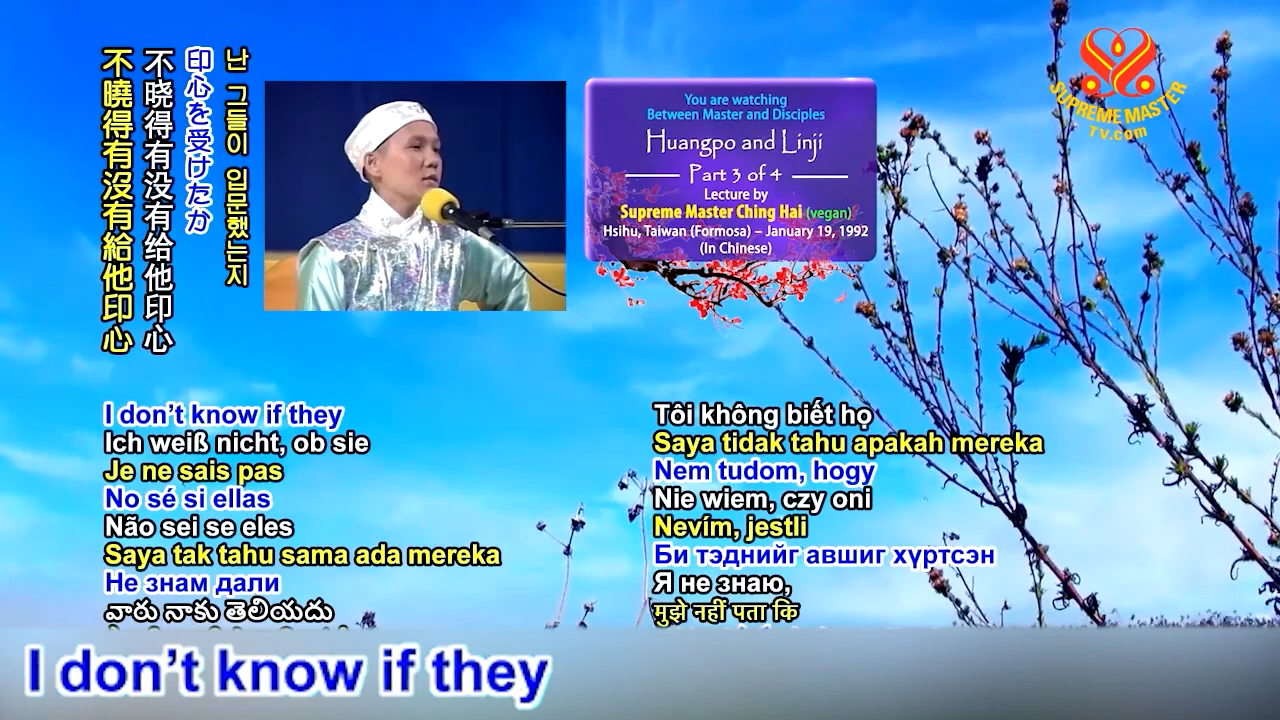 난 그들이 입문했는지
印心を受けたか
不晓得有没有给他印心
不曉得有沒有給他印心
You are watching
Between Master and Disciples
Huangpo and Linji
Part 3 of 4
Lecture by
Supreme Master Ching Hai (vegan)
Hsihu, Taiwan (Formosa) – January 19, 1992
(In Chinese)
SUPREME MASTER
TV.com
I don't know if they
Ich weiß nicht, ob sie
Je ne sais pas
No sé si ellas
Não sei se eles
Saya tak tahu sama ada mereka
Не знам дали
వారు నాకు తెలియదు
Tôi không biết họ
Saya tidak tahu apakah mereka
Nem tudom, hogy
Nie wiem, czy oni
Nevím, jestli
Би тэднийг авшиг хүртсэн
Я не знаю,
मुझे नहीं पता कि
I don't know if they